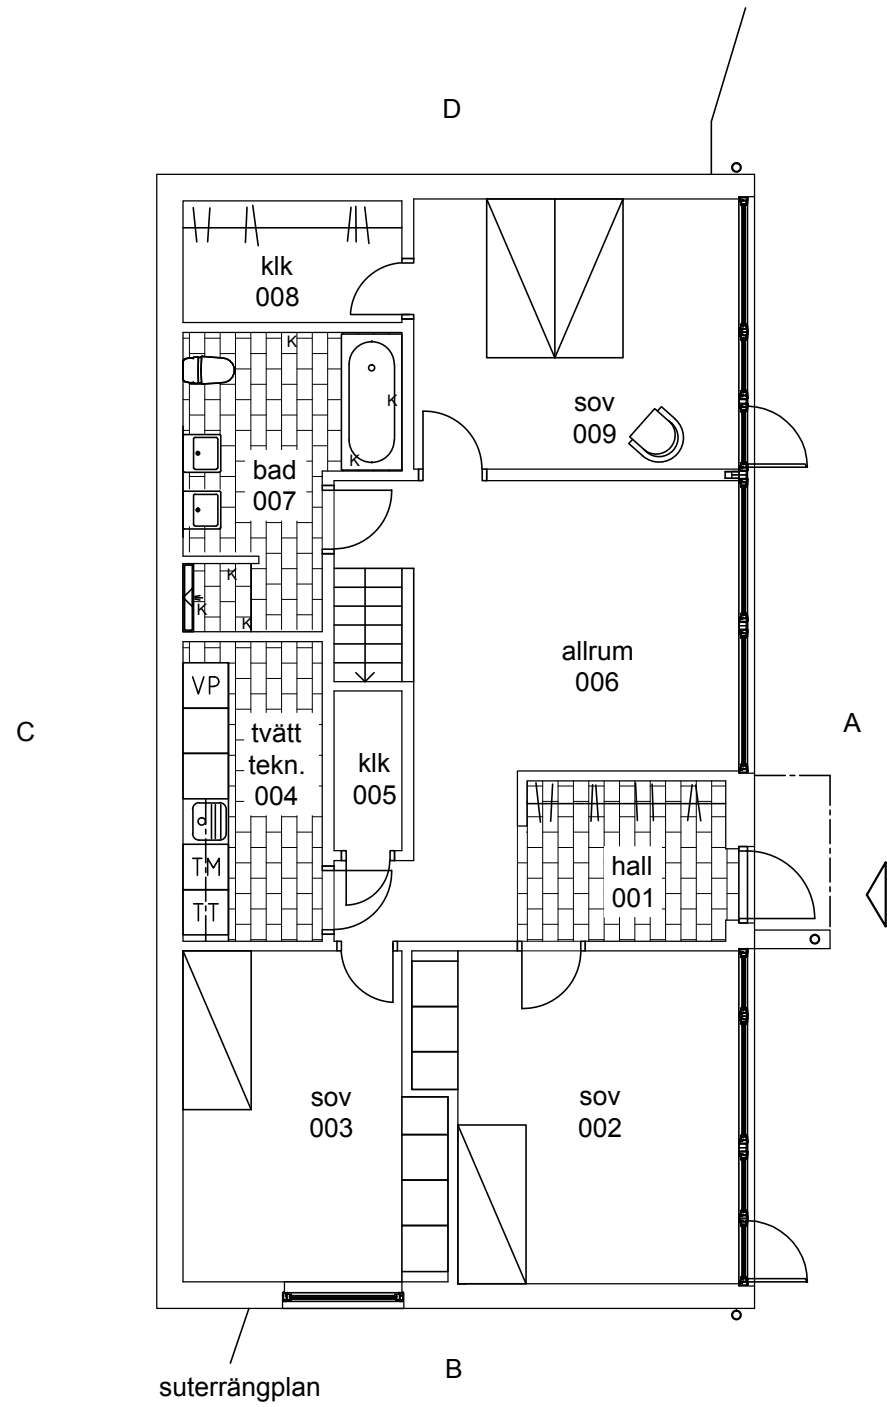 D
klk
008
K
K
K
sov
009
bad
007
K
K
K
allrum
006
VP
tvätt
tekn.
004
klk
005
C
A
TM
TT
hall
001
sov
003
sov
002
B
suterrängplan